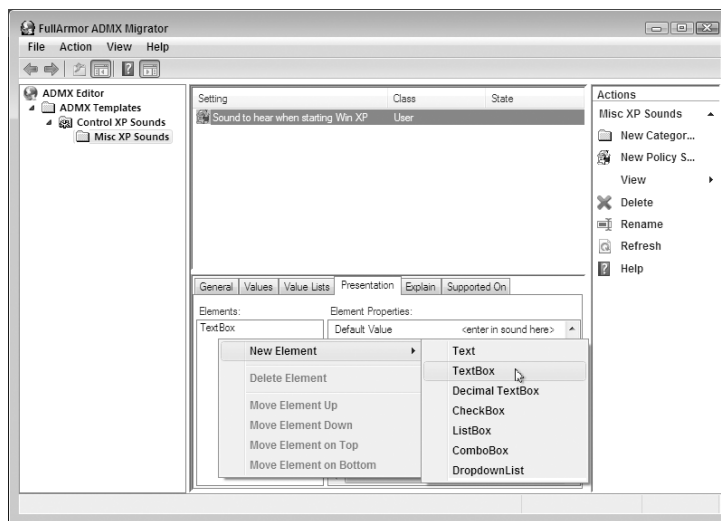 FullArmor ADMX Migrator
File Action View Help
ADMX Editor
ADMX Templates
Control XP Sounds
Misc XP Sounds
Setting Class State
Sound to hear when starting Win XP User
General Values Value Lists Presentation Explain Supported On
Elements: Element Properties:
TextBox Default Value <enter in sound here>
New Element
Delete Element
Move Element Up
Move Element Down
Move Element on Top
Move Element on Bottom
Text
TextBox
Decimal TextBox
CheckBox
ListBox
ComboBox
DropdownList
Actions
Misc XP Sounds
New Categor...
New Policy S...
View
Delete
Rename
Refresh
Help